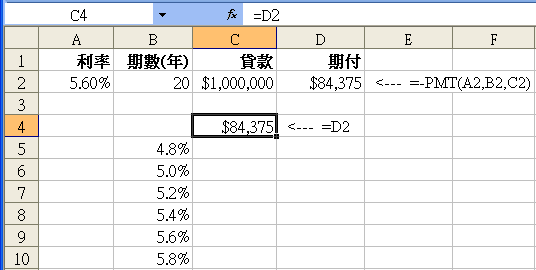 C4 fx =D2
A B C D E F
1 利率 期數(年) 貸款 期付
2 5.60% 20 $1,000,000 $84,375 <--- =-PMT(A2,B2,C2)
3
4 $84,375 <--- =D2
5 4.8%
6 5.0%
7 5.2%
8 5.4%
9 5.6%
10 5.8%